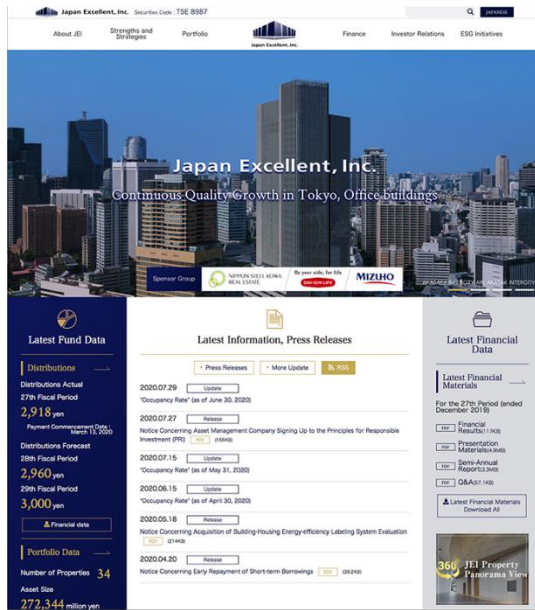 Japan Excellent, Inc. Securities Code : TSE 8987
JAPANESE
About JEI
Strengths and
Strategies
Portfolio
Japan Excellent, Inc.
Finance
Investor Relations
ESG Initiatives
Japan Excellent, Inc.
Continuous Quality Growth in Tokyo, Office buildings
Sponsor Group
NIPPON STEEL KOWA
REAL ESTATE
By your side, for life
DAI-ICHI LIFE
MIZUHO
Latest Fund Data
Distributions
Distributions Actual
27th Fiscal Period
2,918 yen
Payment Commencement Date :
March 13, 2020
Distributions Forecast
28th Fiscal Period
2,960 yen
29th Fiscal Period
3,000 yen
Financial data
Portfolio Data
Number of Properties 34
Asset Size
272,344 million yen
Latest Information, Press Releases
Press Releases
More Update
RSS
2020.07.29 Update
"Occupancy Rate" (as of June 30, 2020)
2020.07.27 Release
Notice Concerning Asset Management Company Signing Up to the Principles for Responsible
Investment (PRI) PDF
2020.07.15 Update
"Occupancy Rate" (as of May 31, 2020)
2020.06.15 Update
"Occupancy Rate" (as of April 30, 2020)
2020.05.18 Release
Notice Concerning Acquisition of Building-Housing Energy-efficiency Labeling System Evaluation
PDF (214KB)
2020.04.20 Release
Notice Concerning Early Repayment of Short-term Borrowings PDF (39.2KB)
Latest Financial
Data
Latest Financial
Materials
For the 27th Period (ended
December 2019)
PDF Financial
Results(117KB)
PDF Presentation
Materials(4.9MB)
PDF Semi-Annual
Report(3.3MB)
PDF Q&A(57.1KB)
Latest Financial Materials
Download All
360° JEI Property
Panorama View